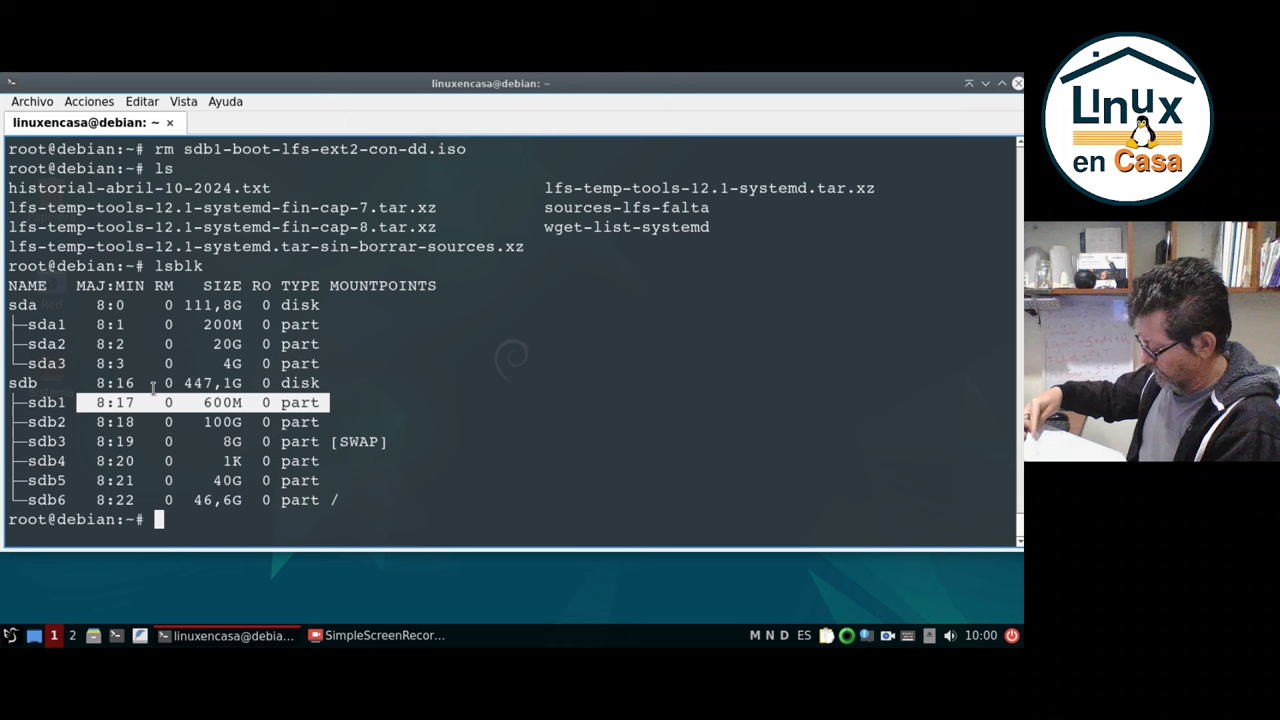 linuxencasa@debian: ~
Archivo Acciones Editar Vista Ayuda
linuxencasa@debian: ~ ×
root@debian:~# rm sdb1-boot-lfs-ext2-con-dd.iso
root@debian:~# ls
historial-abril-10-2024.txt lfs-temp-tools-12.1-systemd.tar.xz
lfs-temp-tools-12.1-systemd-fin-cap-7.tar.xz sources-lfs-falta
lfs-temp-tools-12.1-systemd-fin-cap-8.tar.xz wget-list-systemd
lfs-temp-tools-12.1-systemd.tar-sin-borrar-sources.xz
root@debian:~# lsblk
NAME MAJ:MIN RM SIZE RO TYPE MOUNTPOINTS
sda 8:0 0 111,8G 0 disk
├─sda1 8:1 0 200M 0 part
├─sda2 8:2 0 20G 0 part
└─sda3 8:3 0 4G 0 part
sdb 8:16 0 447,1G 0 disk
├─sdb1 8:17 0 600M 0 part
├─sdb2 8:18 0 100G 0 part
├─sdb3 8:19 0 8G 0 part [SWAP]
├─sdb4 8:20 0 1K 0 part
├─sdb5 8:21 0 40G 0 part
└─sdb6 8:22 0 46,6G 0 part /
root@debian:~#
1 2 linuxencasa@debia... SimpleScreenRecor... M N D ES 10:00
Linux
en Casa